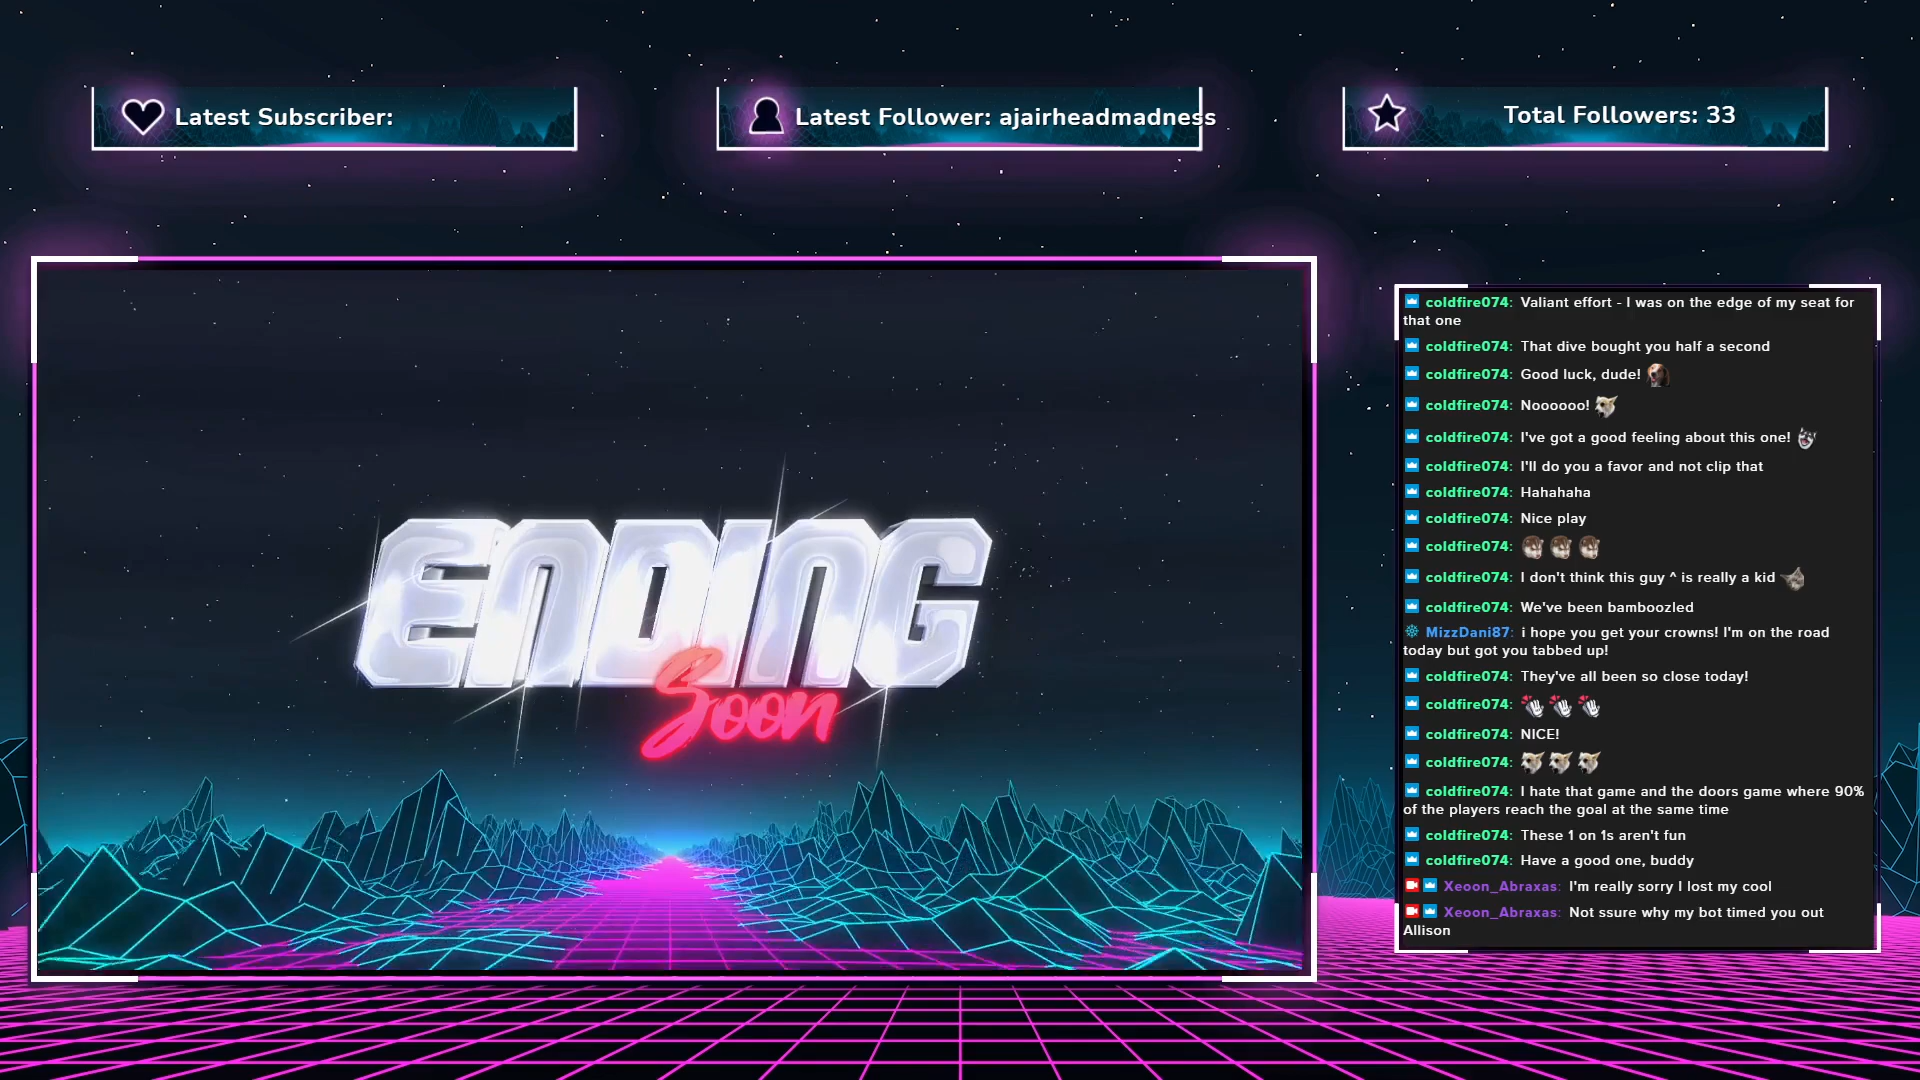 Latest Subscriber:
Latest Follower: ajairheadmadness
Total Followers: 33
ENDING
Soon
coldfire074: Valiant effort - I was on the edge of my seat for
that one
coldfire074: That dive bought you half a second
coldfire074: Good luck, dude!
coldfire074: Noooooo!
coldfire074: I've got a good feeling about this one!
coldfire074: I'll do you a favor and not clip that
coldfire074: Hahahaha
coldfire074: Nice play
coldfire074:
coldfire074: I don't think this guy ^ is really a kid
coldfire074: We've been bamboozled
MizzDani87: i hope you get your crowns! I'm on the road
today but got you tabbed up!
coldfire074: They've all been so close today!
coldfire074:
coldfire074: NICE!
coldfire074:
coldfire074: I hate that game and the doors game where 90%
of the players reach the goal at the same time
coldfire074: These 1 on 1s aren't fun
coldfire074: Have a good one, buddy
Xeoon_Abraxas: I'm really sorry I lost my cool
Xeoon_Abraxas: Not ssure why my bot timed you out
Allison